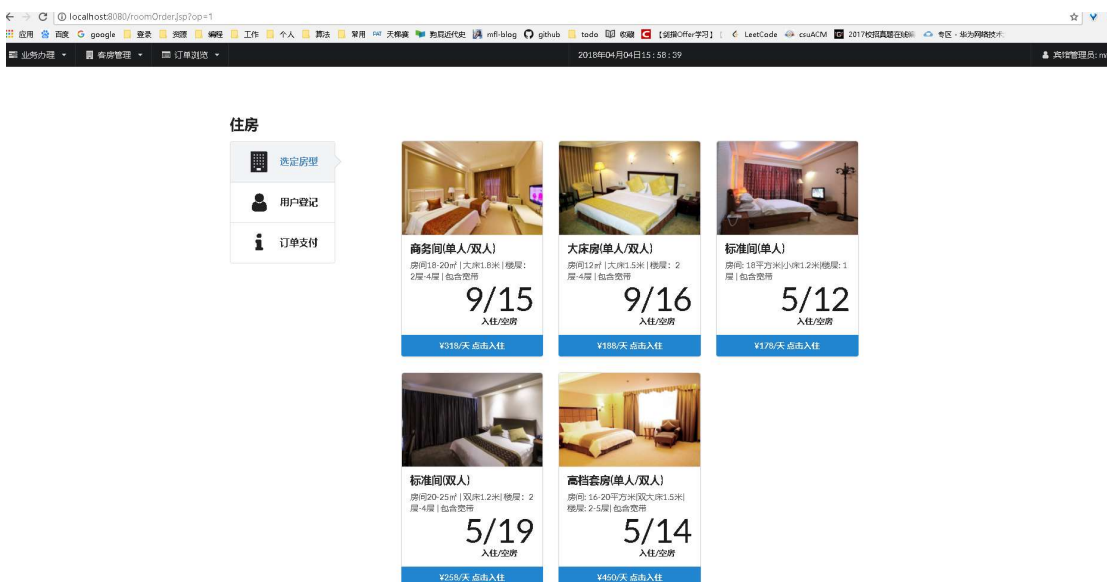 localhost:8080/roomOrder.jsp?op=1
应用 百度 google 登录 资源 编程 工作 个人 算法 常用 天梯赛 github todo 收藏 【剑指Offer学习】 LeetCode csuACM
业务办理 客房管理 订单浏览 2018年04月04日15:58:39 宾馆管理员:
住房
选定房型
用户登记
订单支付
商务间(单人/双人)
房间18-20㎡|大床1.8米|楼层:
2层-4层|包含宽带
9/15
入住/空房
¥318/天 点击入住
大床房(单人/双人)
房间12㎡|大床1.5米|楼层: 2
层-4层|包含宽带
9/16
入住/空房
¥188/天 点击入住
标准间(单人)
房间: 18平方米|小床1.2米|楼层: 1
层|包含宽带
5/12
入住/空房
¥178/天 点击入住
标准间(双人)
房间20-25㎡|双床1.2米|楼层: 2
层-4层|包含宽带
5/19
入住/空房
¥258/天 点击入住
高档套房(单人/双人)
房间: 16-20平方米|双大床1.5米|
楼层: 2-5层|包含宽带
5/14
入住/空房
¥450/天 点击入住